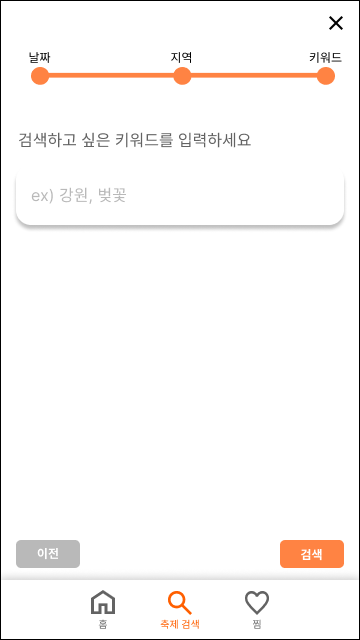 날짜 지역 키워드
검색하고 싶은 키워드를 입력하세요
ex) 강원, 벚꽃
이전 검색
홈 축제 검색 찜